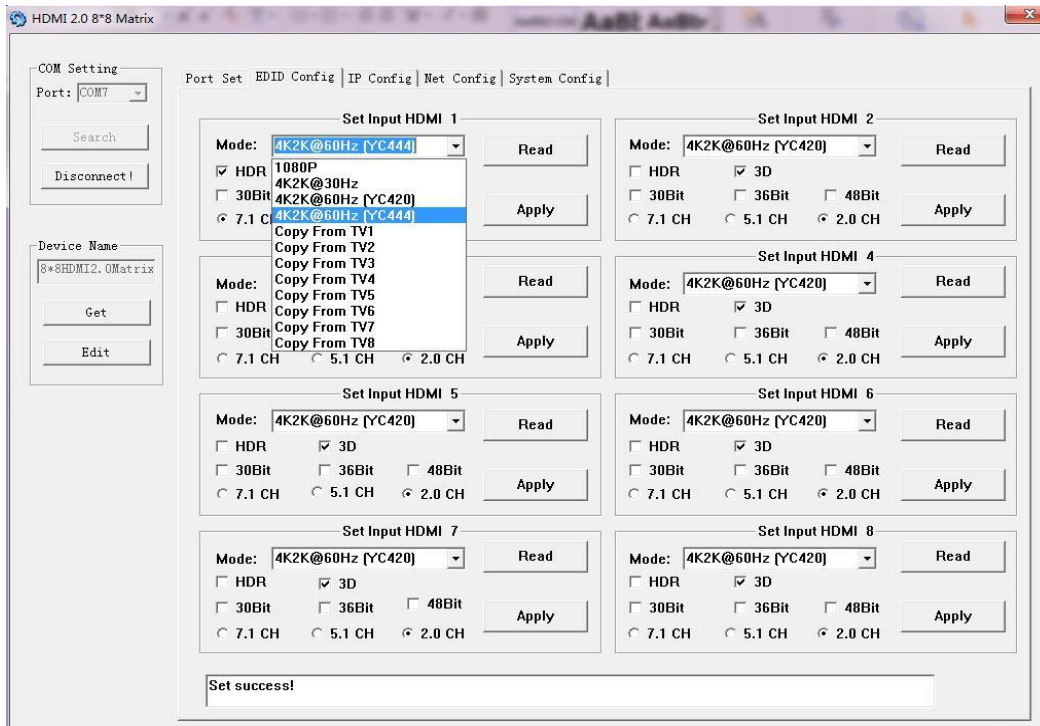 HDMI 2.0 8*8 Matrix
COM Setting
Port: COM7
Search
Disconnect!
Device Name
8*8HDMI2.0Matrix
Get
Edit
Port Set EDID Config IP Config Net Config System Config
Set Input HDMI 1
Mode: 4K2K@60Hz (YC444) Read
HDR
30Bit
7.1 C Apply
1080P
4K2K@30Hz
4K2K@60Hz (YC420)
4K2K@60Hz (YC444)
Copy From TV1
Copy From TV2
Copy From TV3
Copy From TV4
Copy From TV5
Copy From TV6
Copy From TV7
Copy From TV8
Set Input HDMI 2
Mode: 4K2K@60Hz (YC420) Read
HDR 3D
30Bit 36Bit 48Bit
7.1 CH 5.1 CH 2.0 CH Apply
Mode: Read
HDR
30Bit
7.1 CH 5.1 CH 2.0 CH Apply
Set Input HDMI 4
Mode: 4K2K@60Hz (YC420) Read
HDR 3D
30Bit 36Bit 48Bit
7.1 CH 5.1 CH 2.0 CH Apply
Set Input HDMI 5
Mode: 4K2K@60Hz (YC420) Read
HDR 3D
30Bit 36Bit 48Bit
7.1 CH 5.1 CH 2.0 CH Apply
Set Input HDMI 6
Mode: 4K2K@60Hz (YC420) Read
HDR 3D
30Bit 36Bit 48Bit
7.1 CH 5.1 CH 2.0 CH Apply
Set Input HDMI 7
Mode: 4K2K@60Hz (YC420) Read
HDR 3D
30Bit 36Bit 48Bit
7.1 CH 5.1 CH 2.0 CH Apply
Set Input HDMI 8
Mode: 4K2K@60Hz (YC420) Read
HDR 3D
30Bit 36Bit 48Bit
7.1 CH 5.1 CH 2.0 CH Apply
Set success!